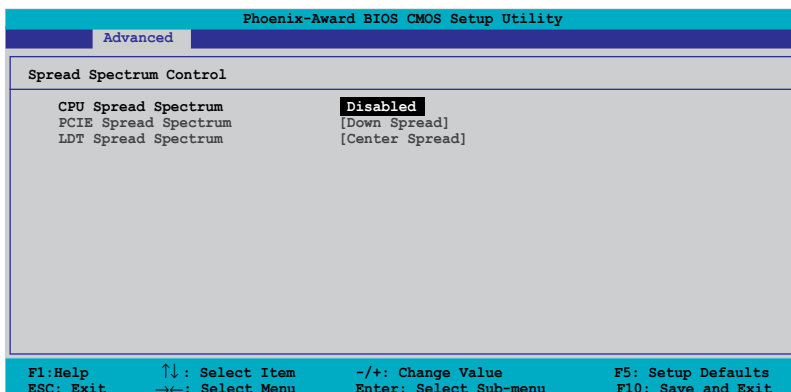 Phoenix-Award BIOS CMOS Setup Utility
Advanced
Spread Spectrum Control
CPU Spread Spectrum Disabled
PCIE Spread Spectrum [Down Spread]
LDT Spread Spectrum [Center Spread]
F1:Help ↑↓ : Select Item -/+: Change Value F5: Setup Defaults
ESC: Exit →←: Select Menu Enter: Select Sub-menu F10: Save and Exit